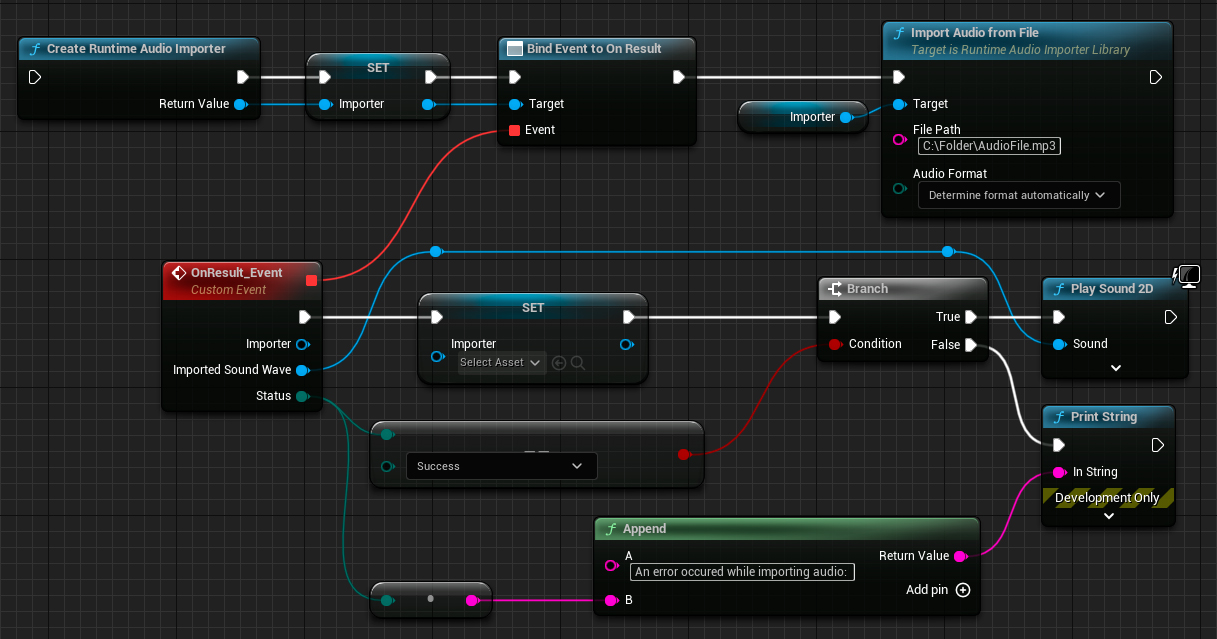 Create Runtime Audio Importer
Return Value
SET
Importer
Bind Event to On Result
Target
Event
Importer
Import Audio from File
Target is Runtime Audio Importer Library
Target
File Path
C:\Folder\AudioFile.mp3
Audio Format
Determine format automatically
OnResult_Event
Custom Event
Importer
Imported Sound Wave
Status
SET
Importer
Select Asset
Branch
True
Condition
False
Play Sound 2D
Sound
==
Success
Print String
In String
Development Only
Append
A
An error occured while importing audio:
Return Value
Add pin
B